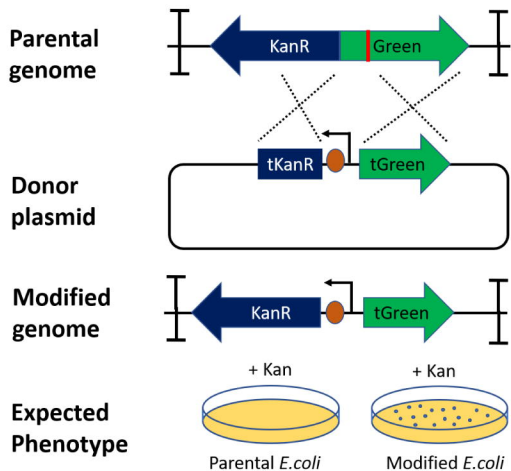 Parental
genome
KanR
Green
Donor
plasmid
tKanR
tGreen
Modified
genome
KanR
tGreen
Expected
Phenotype
+ Kan
+ Kan
Parental E.coli
Modified E.coli